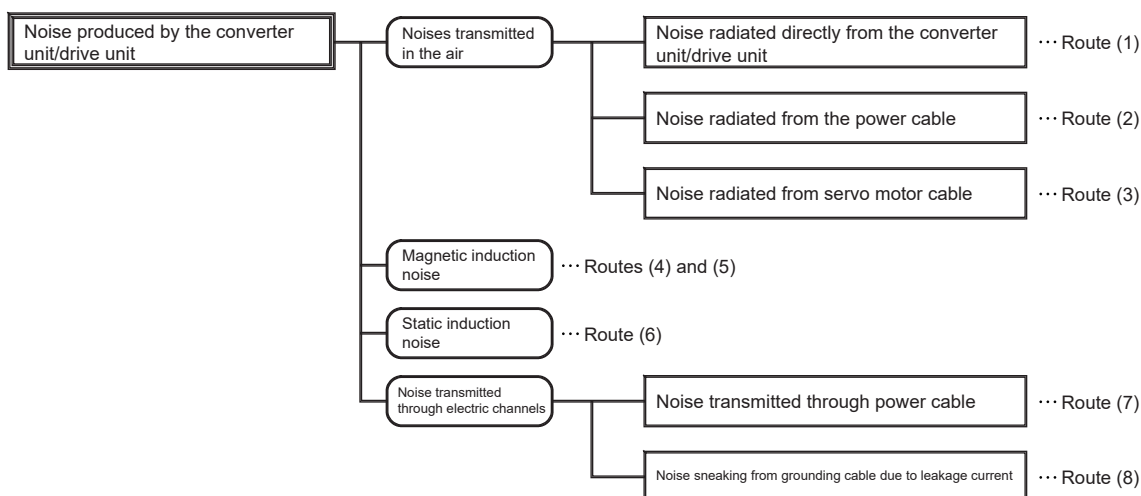 Noise produced by the converter
unit/drive unit
Noises transmitted
in the air
Noise radiated directly from the converter
unit/drive unit
··· Route (1)
Noise radiated from the power cable
··· Route (2)
Noise radiated from servo motor cable
··· Route (3)
Magnetic induction
noise
··· Routes (4) and (5)
Static induction
noise
··· Route (6)
Noise transmitted
through electric channels
Noise transmitted through power cable
··· Route (7)
Noise sneaking from grounding cable due to leakage current
··· Route (8)